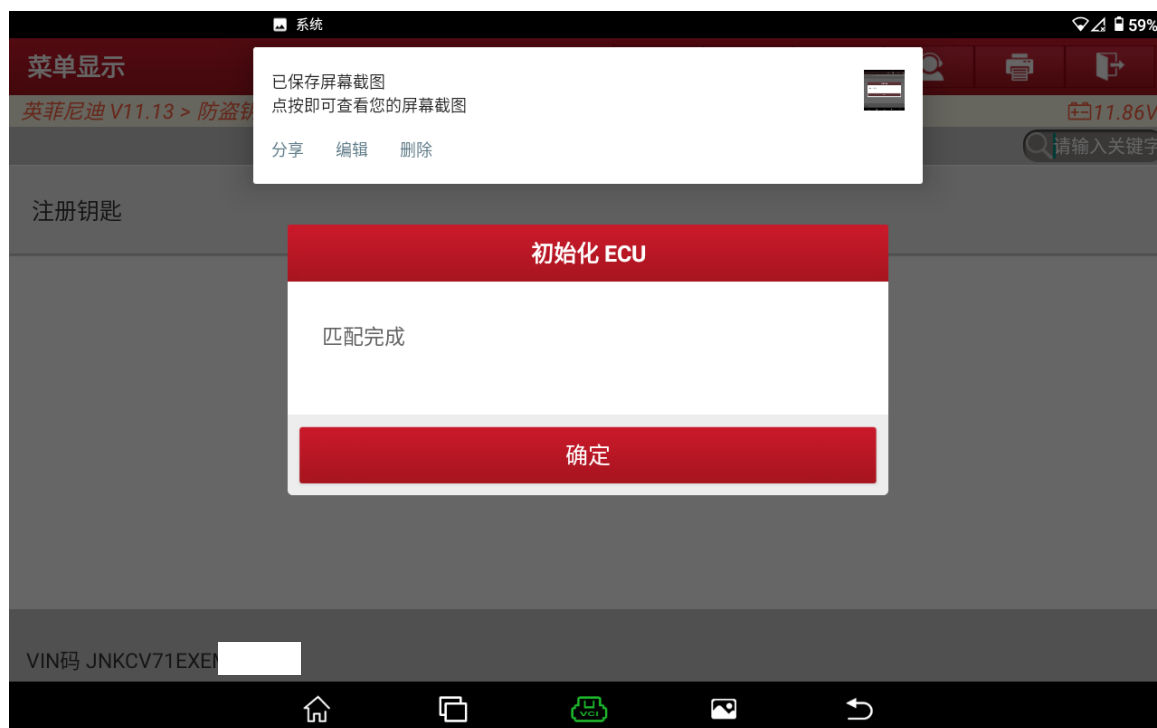 系统
59%
菜单显示
已保存屏幕截图
点按即可查看您的屏幕截图
英菲尼迪 V11.13 > 防盗
11.86V
分享 编辑 删除
请输入关键字
注册钥匙
初始化 ECU
匹配完成
确定
VIN码 JNKCV71EXE
VCI